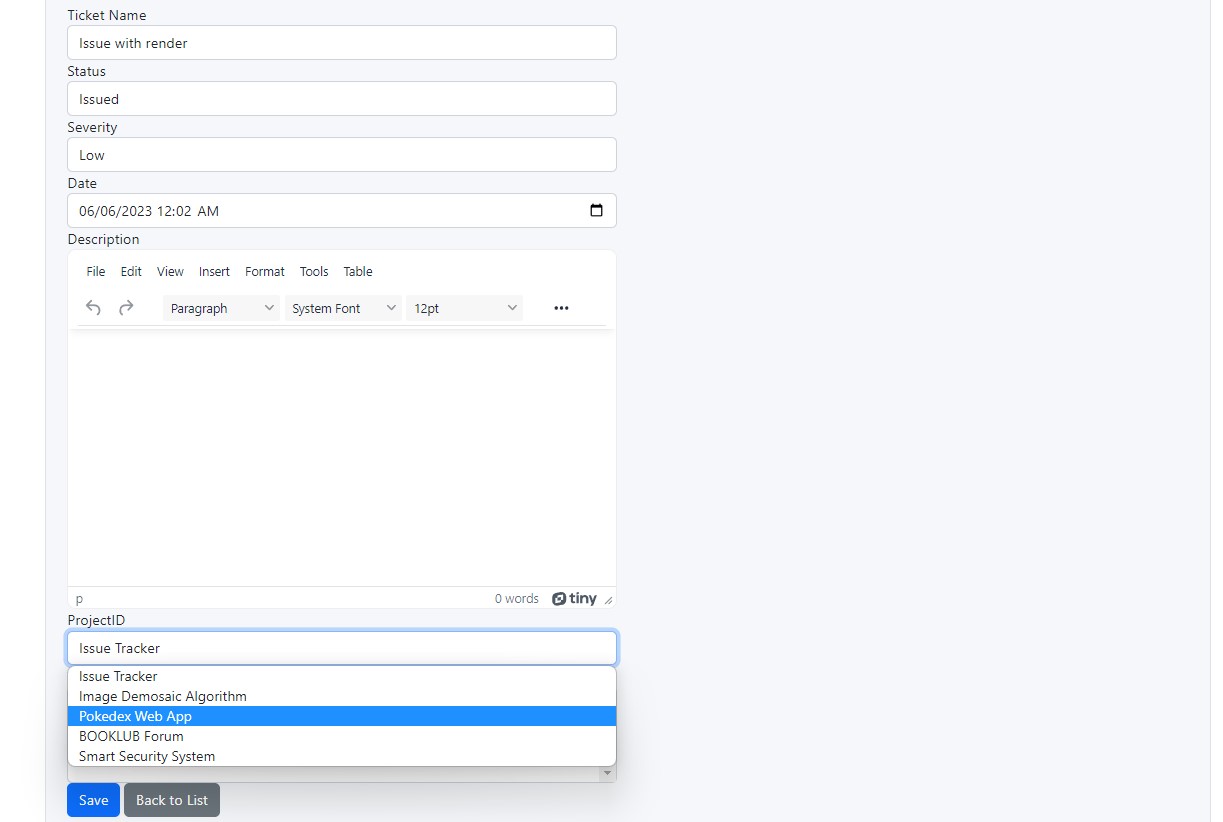 Ticket Name
Issue with render
Status
Issued
Severity
Low
Date
06/06/2023 12:02 AM
Description
File Edit View Insert Format Tools Table
Paragraph System Font 12pt
p 0 words tiny
ProjectID
Issue Tracker
Issue Tracker
Image Demosaic Algorithm
Pokedex Web App
BOOKLUB Forum
Smart Security System
Save Back to List